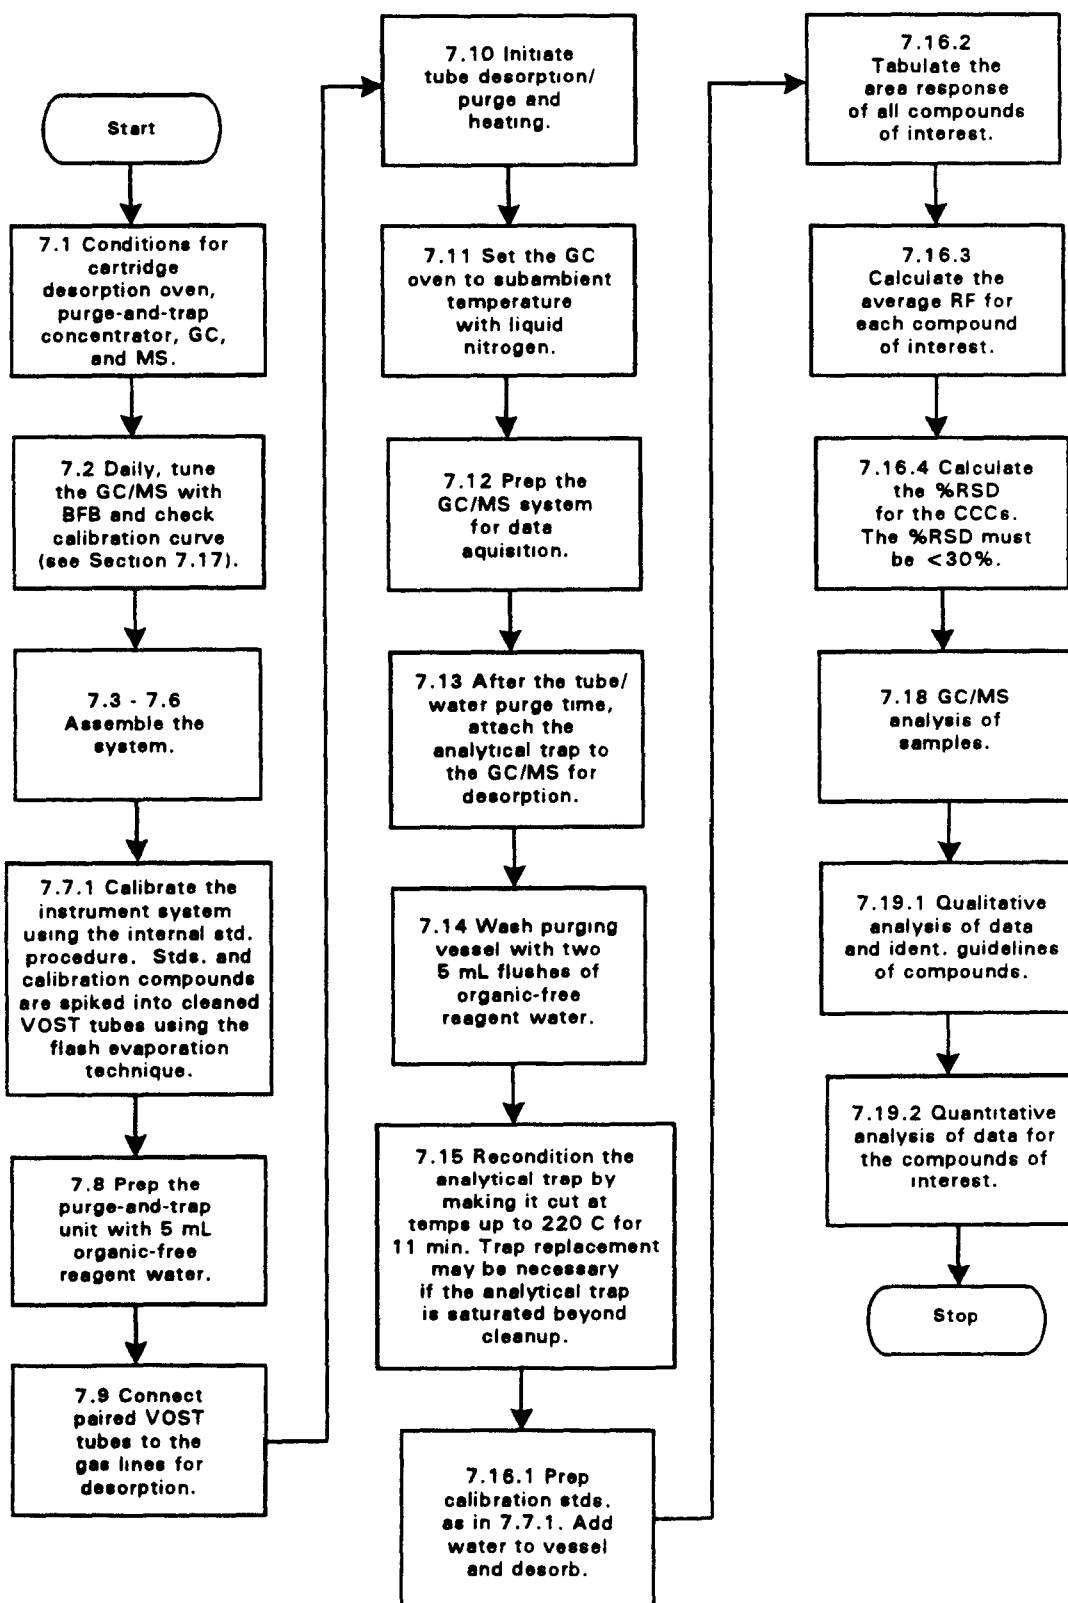 Start
7.1 Conditions for
cartridge
desorption oven,
purge-and-trap
concentrator, GC,
and MS.
7.2 Daily, tune
the GC/MS with
BFB and check
calibration curve
(see Section 7.17).
7.3 - 7.6
Assemble the
system.
7.7.1 Calibrate the
instrument system
using the internal std.
procedure. Stds. and
calibration compounds
are spiked into cleaned
VOST tubes using the
flash evaporation
technique.
7.8 Prep the
purge-and-trap
unit with 5 mL
organic-free
reagent water.
7.9 Connect
paired VOST
tubes to the
gas lines for
desorption.
7.10 Initiate
tube desorption/
purge and
heating.
7.11 Set the GC
oven to subambient
temperature
with liquid
nitrogen.
7.12 Prep the
GC/MS system
for data
aquisition.
7.13 After the tube/
water purge time,
attach the
analytical trap to
the GC/MS for
desorption.
7.14 Wash purging
vessel with two
5 mL flushes of
organic-free
reagent water.
7.15 Recondition the
analytical trap by
making it cut at
temps up to 220 C for
11 min. Trap replacement
may be necessary
if the analytical trap
is saturated beyond
cleanup.
7.16.1 Prep
calibration stds.
as in 7.7.1. Add
water to vessel
and desorb.
7.16.2
Tabulate the
area response
of all compounds
of interest.
7.16.3
Calculate the
average RF for
each compound
of interest.
7.16.4 Calculate
the %RSD
for the CCCs.
The %RSD must
be <30%.
7.18 GC/MS
analysis of
samples.
7.19.1 Qualitative
analysis of data
and ident. guidelines
of compounds.
7.19.2 Quantitative
analysis of data for
the compounds of
interest.
Stop